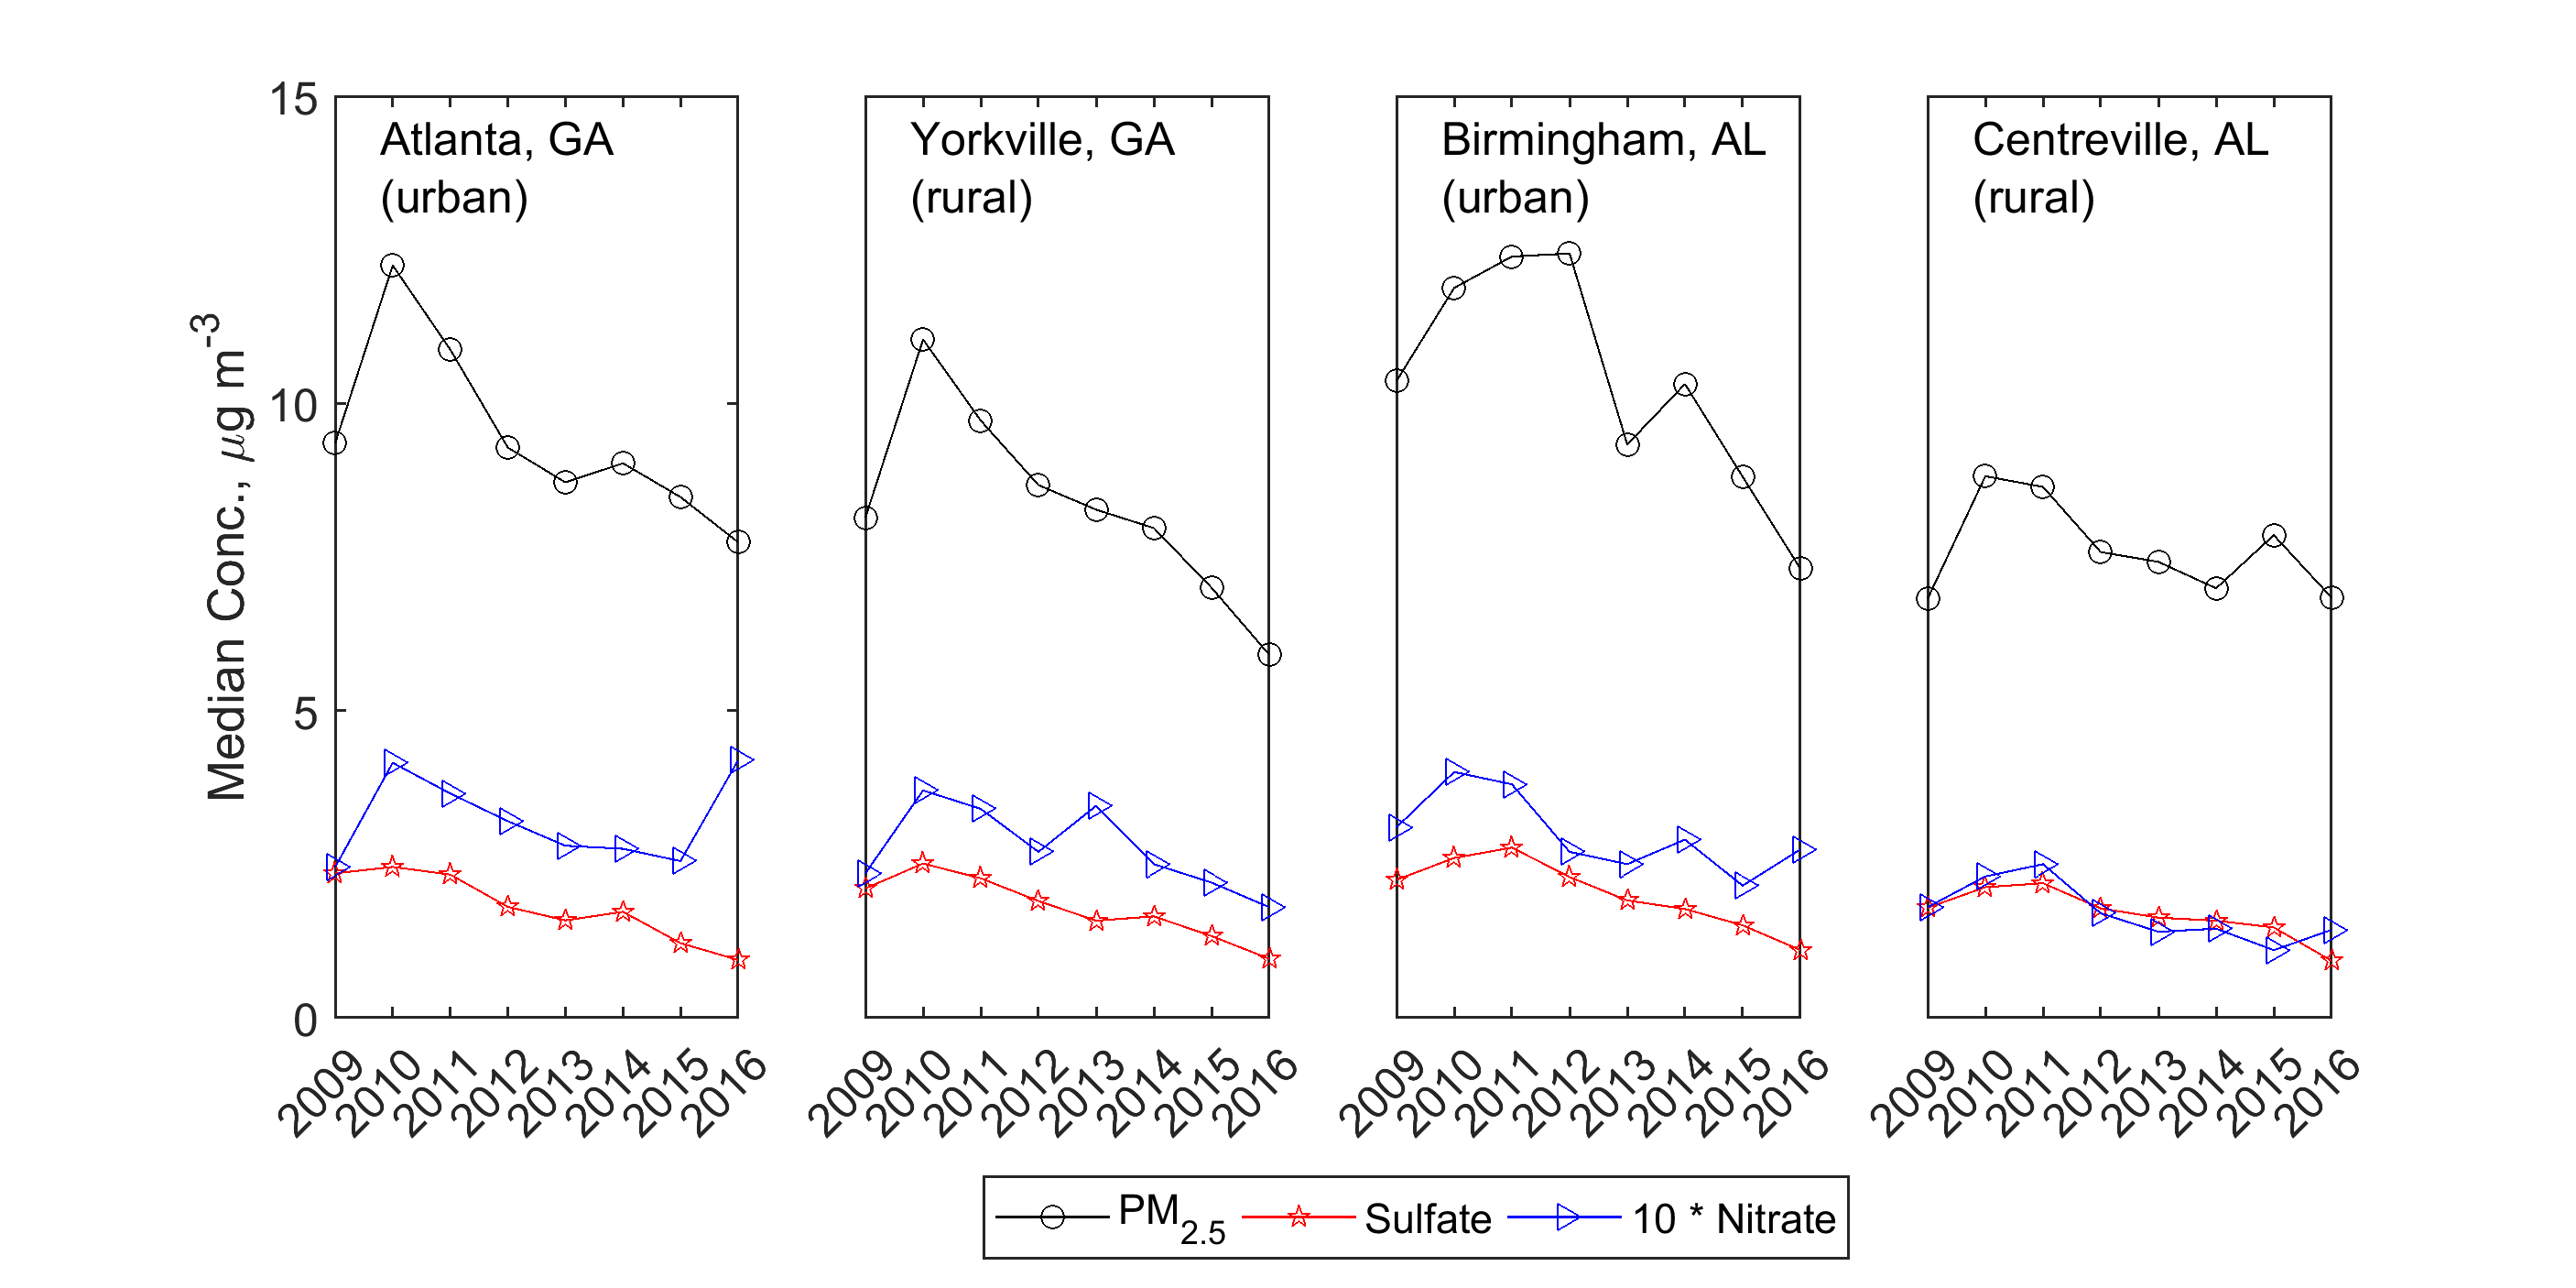 15
10
5
0
Median Conc., μg m-3
Atlanta, GA
(urban)
2009 2010 2011 2012 2013 2014 2015 2016
Yorkville, GA
(rural)
2009 2010 2011 2012 2013 2014 2015 2016
Birmingham, AL
(urban)
2009 2010 2011 2012 2013 2014 2015 2016
Centreville, AL
(rural)
2009 2010 2011 2012 2013 2014 2015 2016
PM2.5 Sulfate 10 * Nitrate